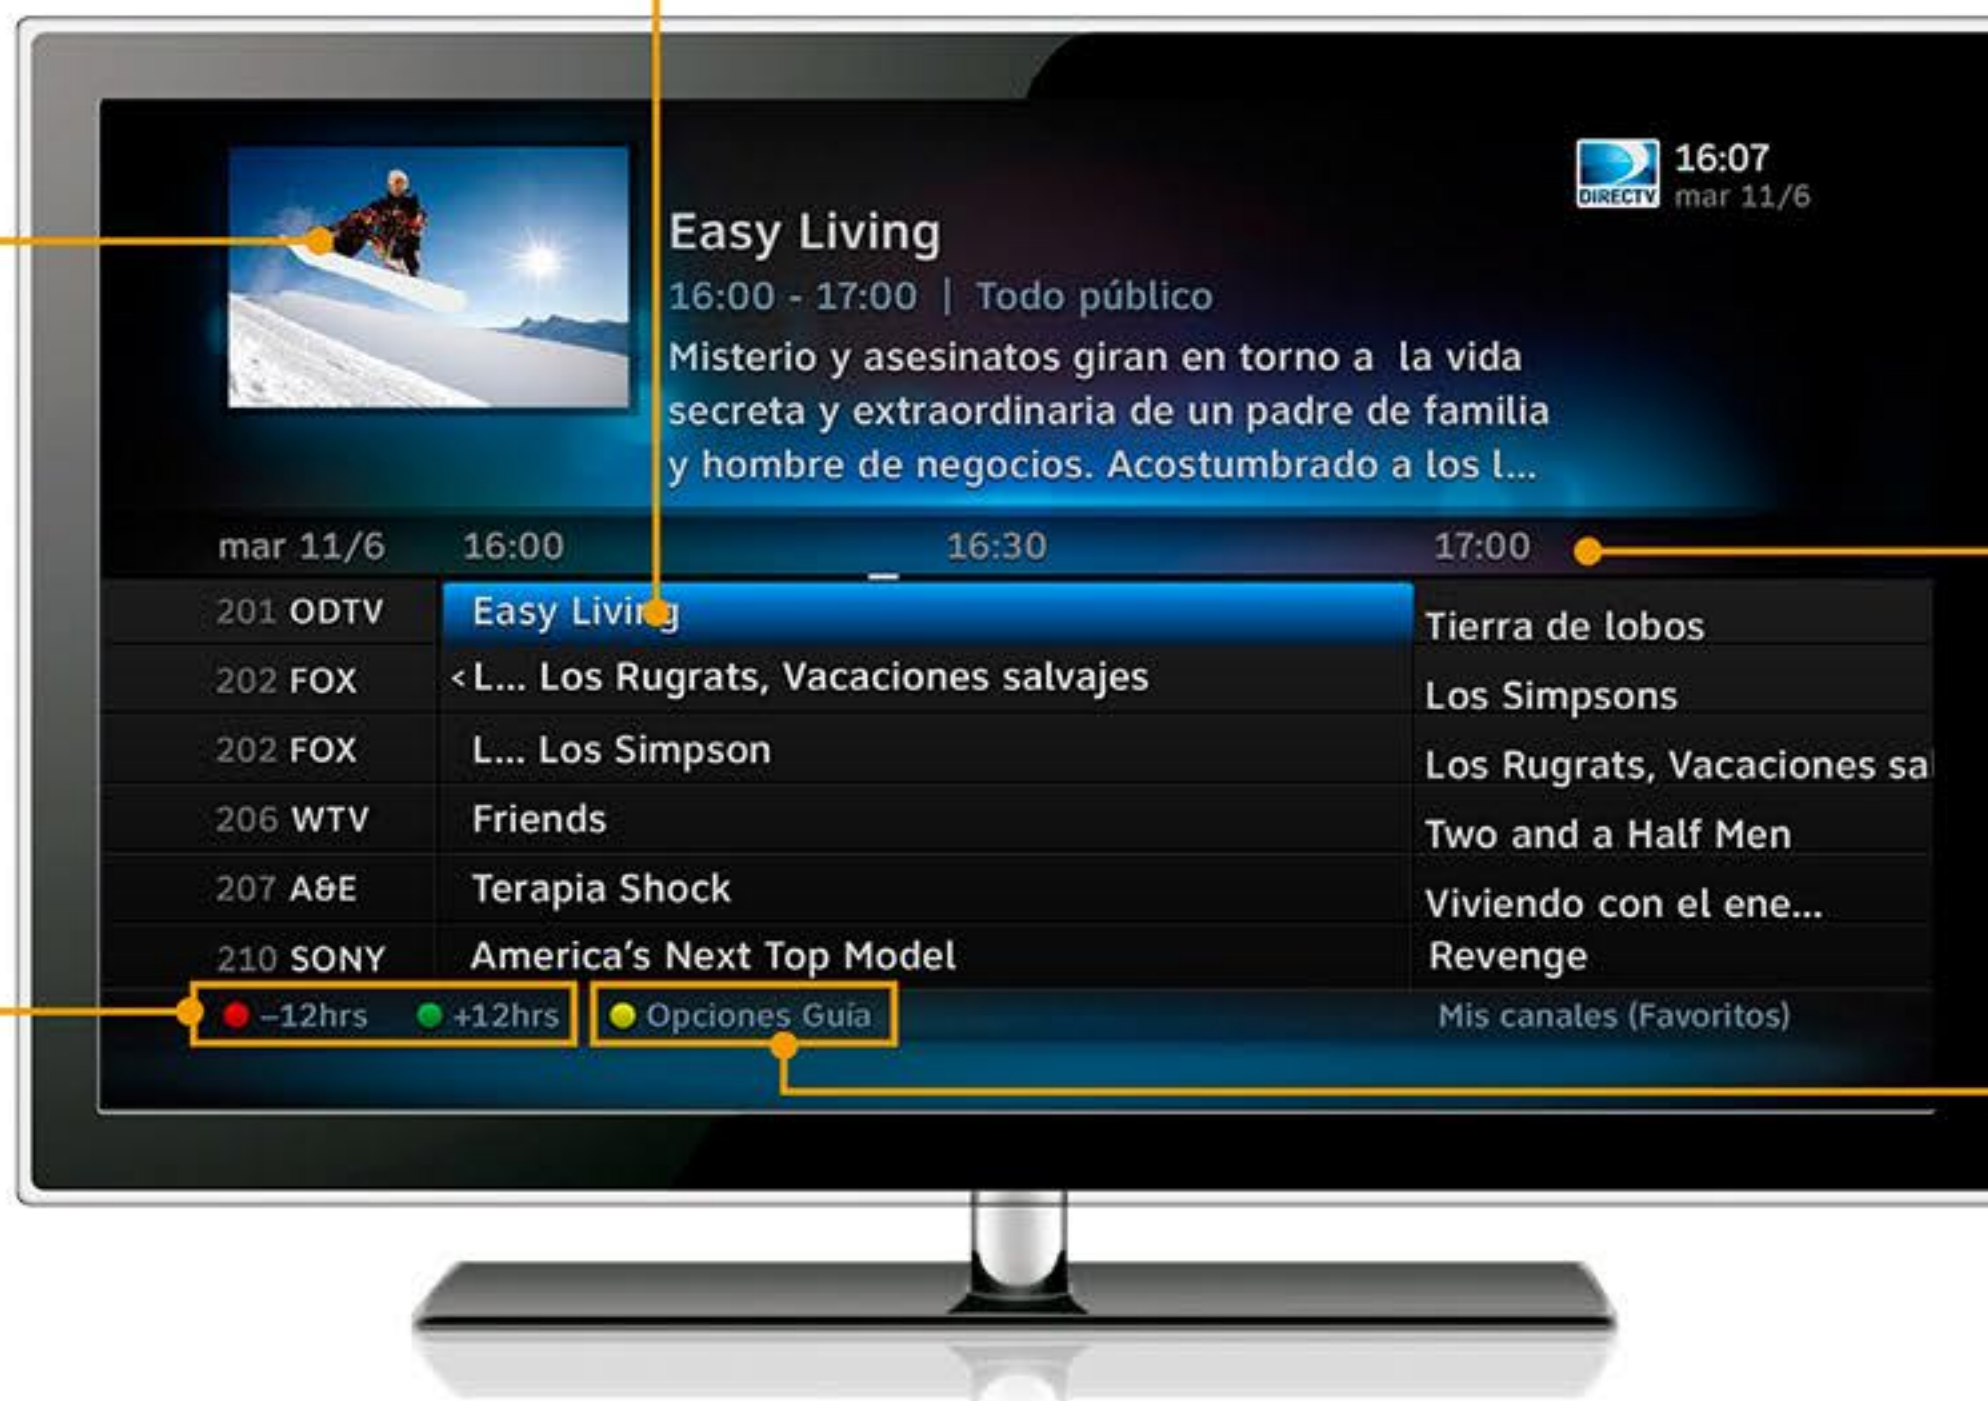 DIRECTV
16:07
mar 11/6
Easy Living
16:00 - 17:00 | Todo público
Misterio y asesinatos giran en torno a la vida
secreta y extraordinaria de un padre de familia
y hombre de negocios. Acostumbrado a los l...
mar 11/6 16:00 16:30 17:00
201 ODTV Easy Living Tierra de lobos
202 FOX <L... Los Rugrats, Vacaciones salvajes Los Simpsons
202 FOX L... Los Simpson Los Rugrats, Vacaciones sal
206 WTV Friends Two and a Half Men
207 A&E Terapia Shock Viviendo con el ene...
210 SONY America's Next Top Model Revenge
–12hrs +12hrs Opciones Guía Mis canales (Favoritos)